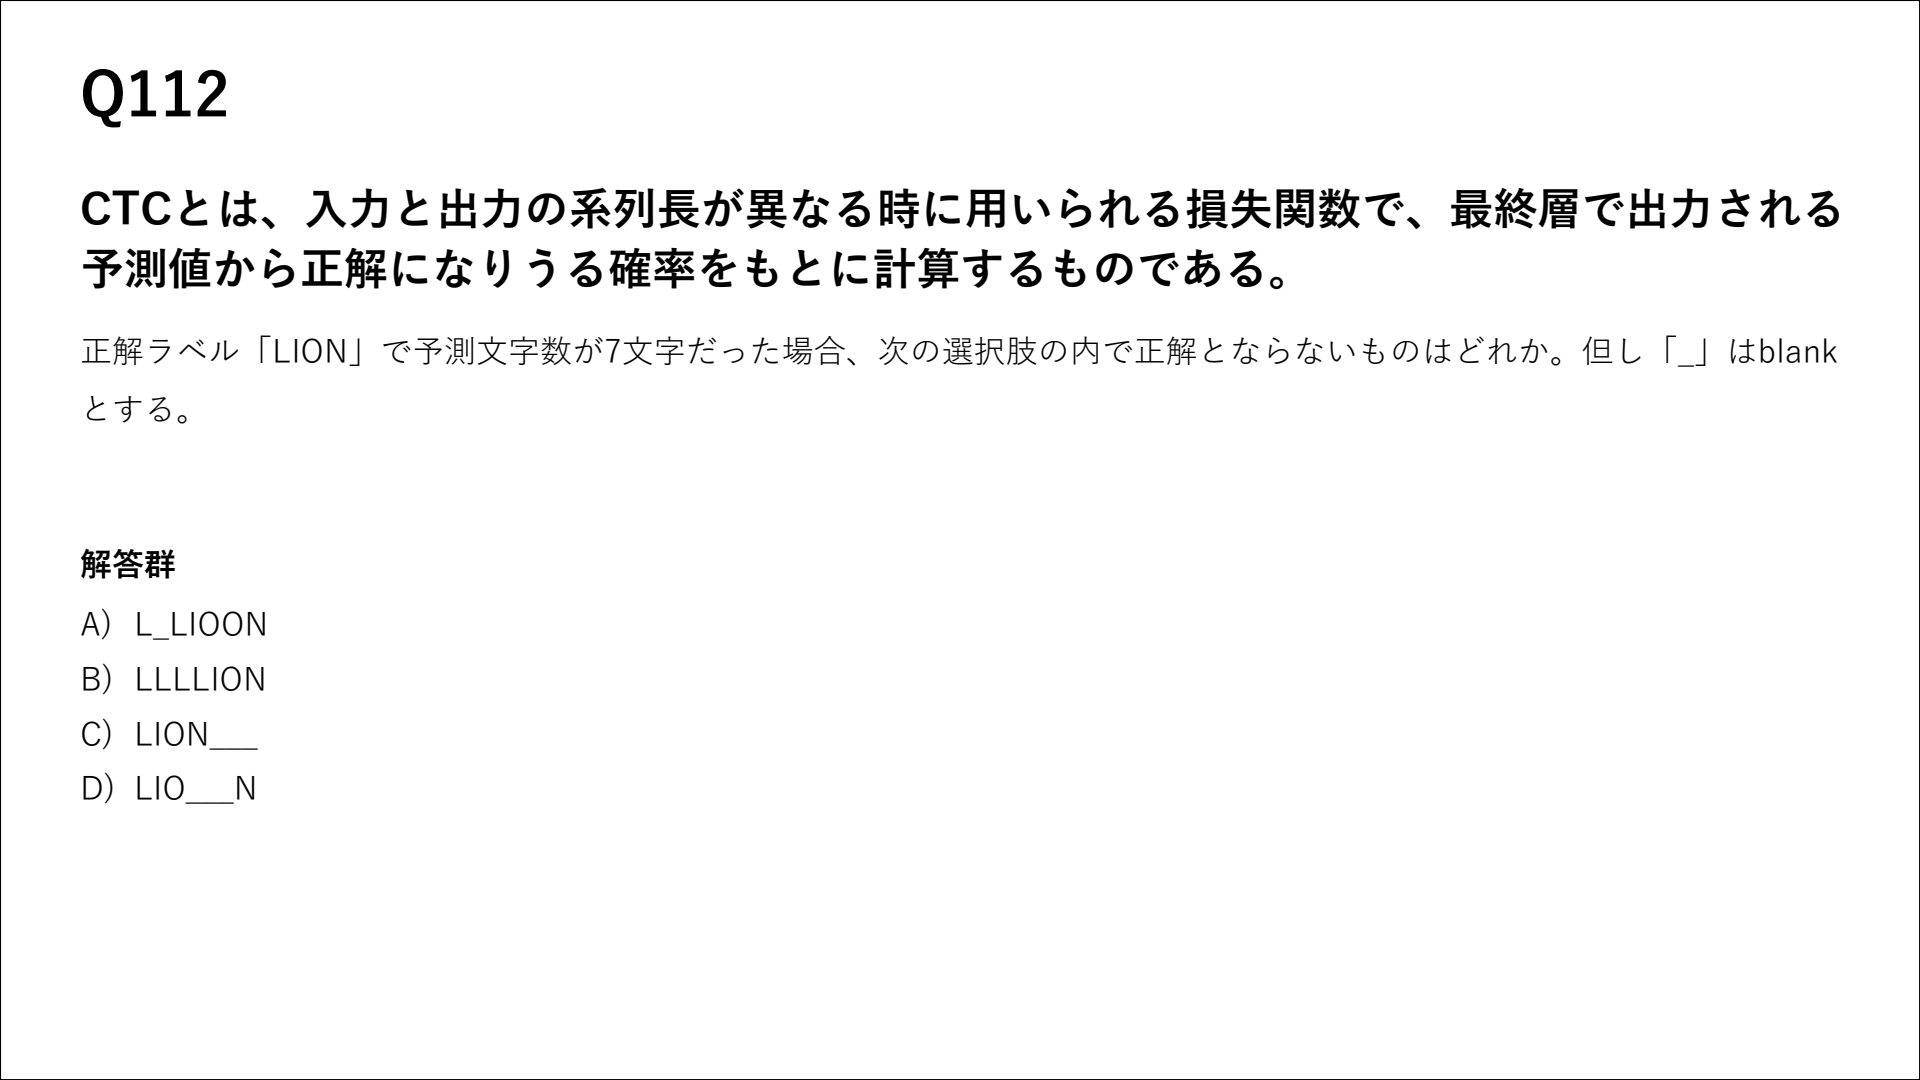 Q112
CTCとは、入力と出力の系列長が異なる時に用いられる損失関数で、最終層で出力される
予測値から正解になりうる確率をもとに計算するものである。
正解ラベル「LION」で予測文字数が7文字だった場合、次の選択肢の内で正解とならないものはどれか。但し「_」はblank
とする。
解答群
A）L_LIOON
B）LLLLION
C）LION___
D）LIO___N